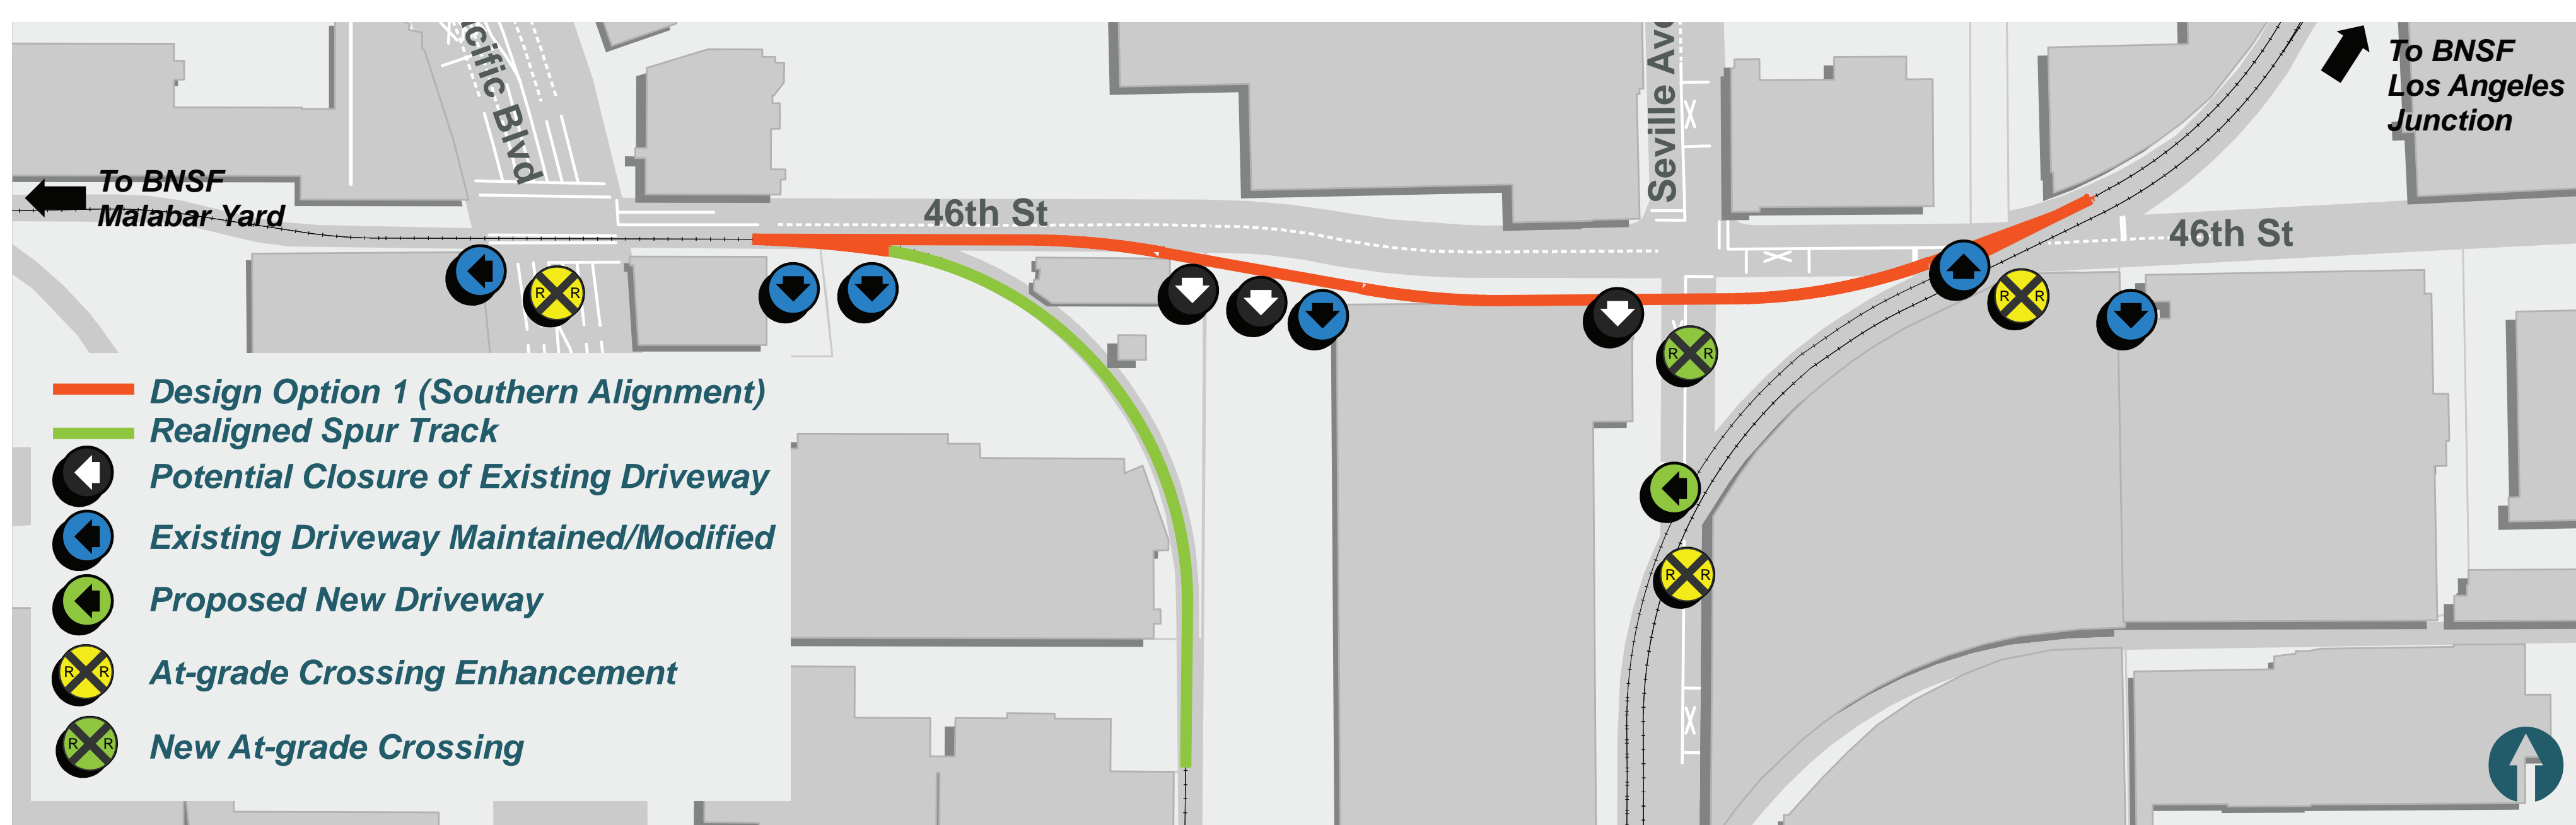 cific Blvd
Seville Ave
To BNSF
Los Angeles
Junction
To BNSF
Malabar Yard
46th St
46th St
R R
R R
R R
R R
Design Option 1 (Southern Alignment)
Realigned Spur Track
Potential Closure of Existing Driveway
Existing Driveway Maintained/Modified
Proposed New Driveway
R R
At-grade Crossing Enhancement
R R
New At-grade Crossing